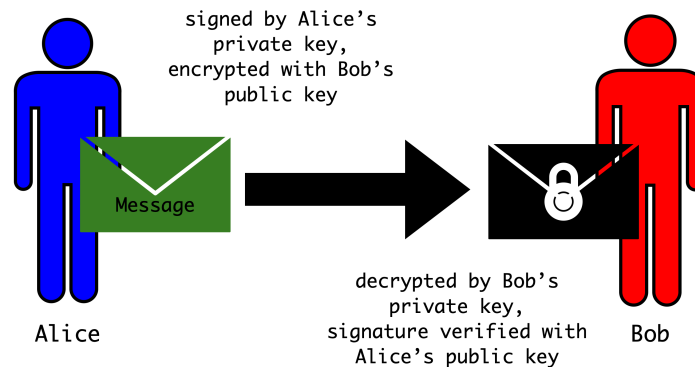 signed by Alice's
private key,
encrypted with Bob's
public key
Message
decrypted by Bob's
private key,
signature verified with
Alice's public key
Alice
Bob